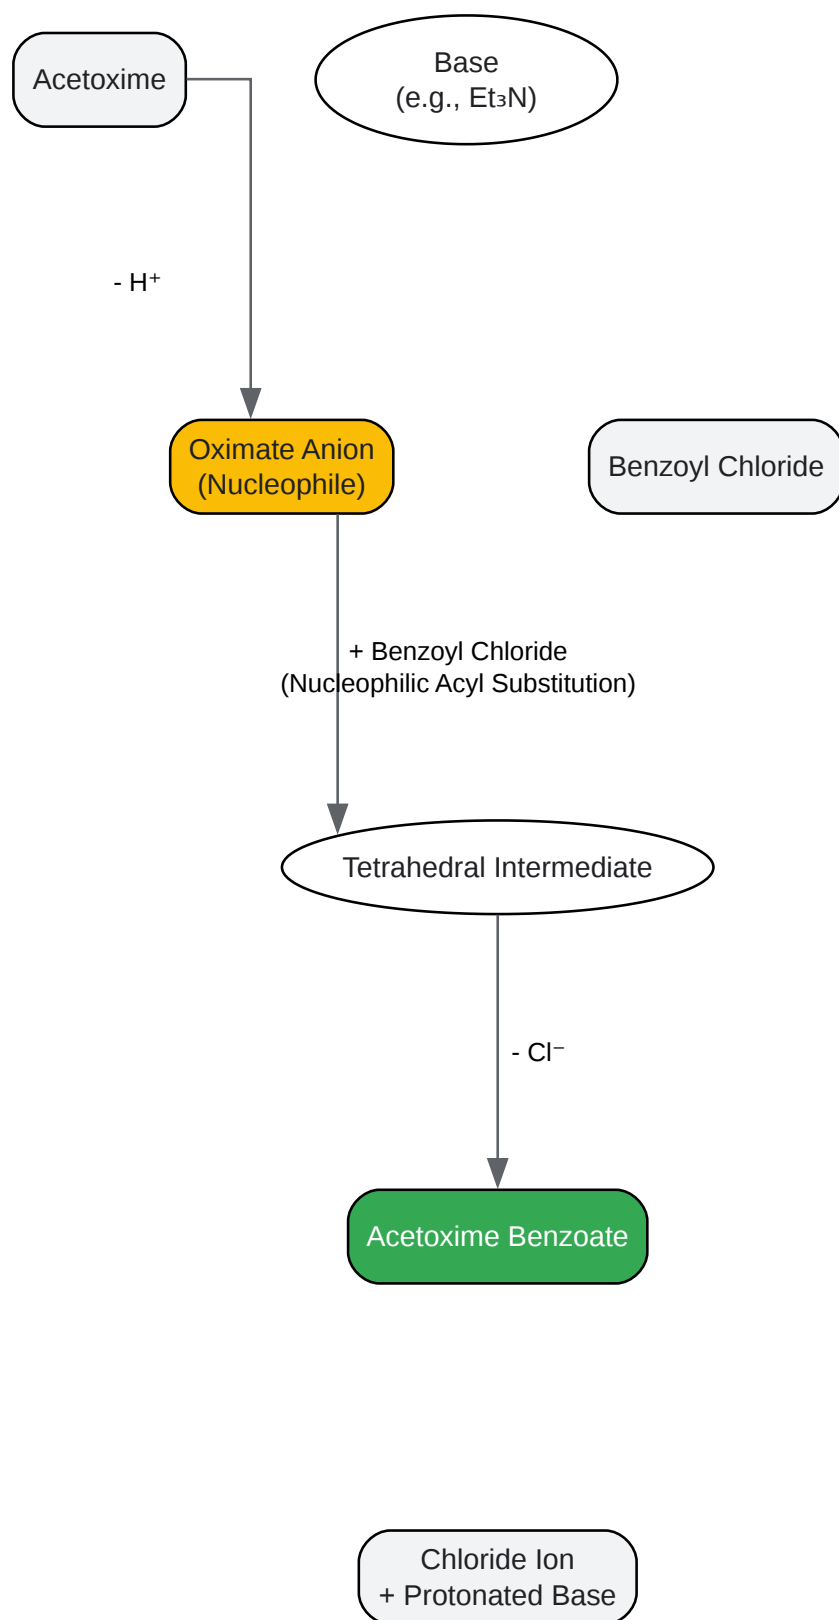 Acetoxime
Base
(e.g., Et₃N)
- H⁺
Oximate Anion
(Nucleophile)
Benzoyl Chloride
+ Benzoyl Chloride
(Nucleophilic Acyl Substitution)
Tetrahedral Intermediate
- Cl⁻
Acetoxime Benzoate
Chloride Ion
+ Protonated Base